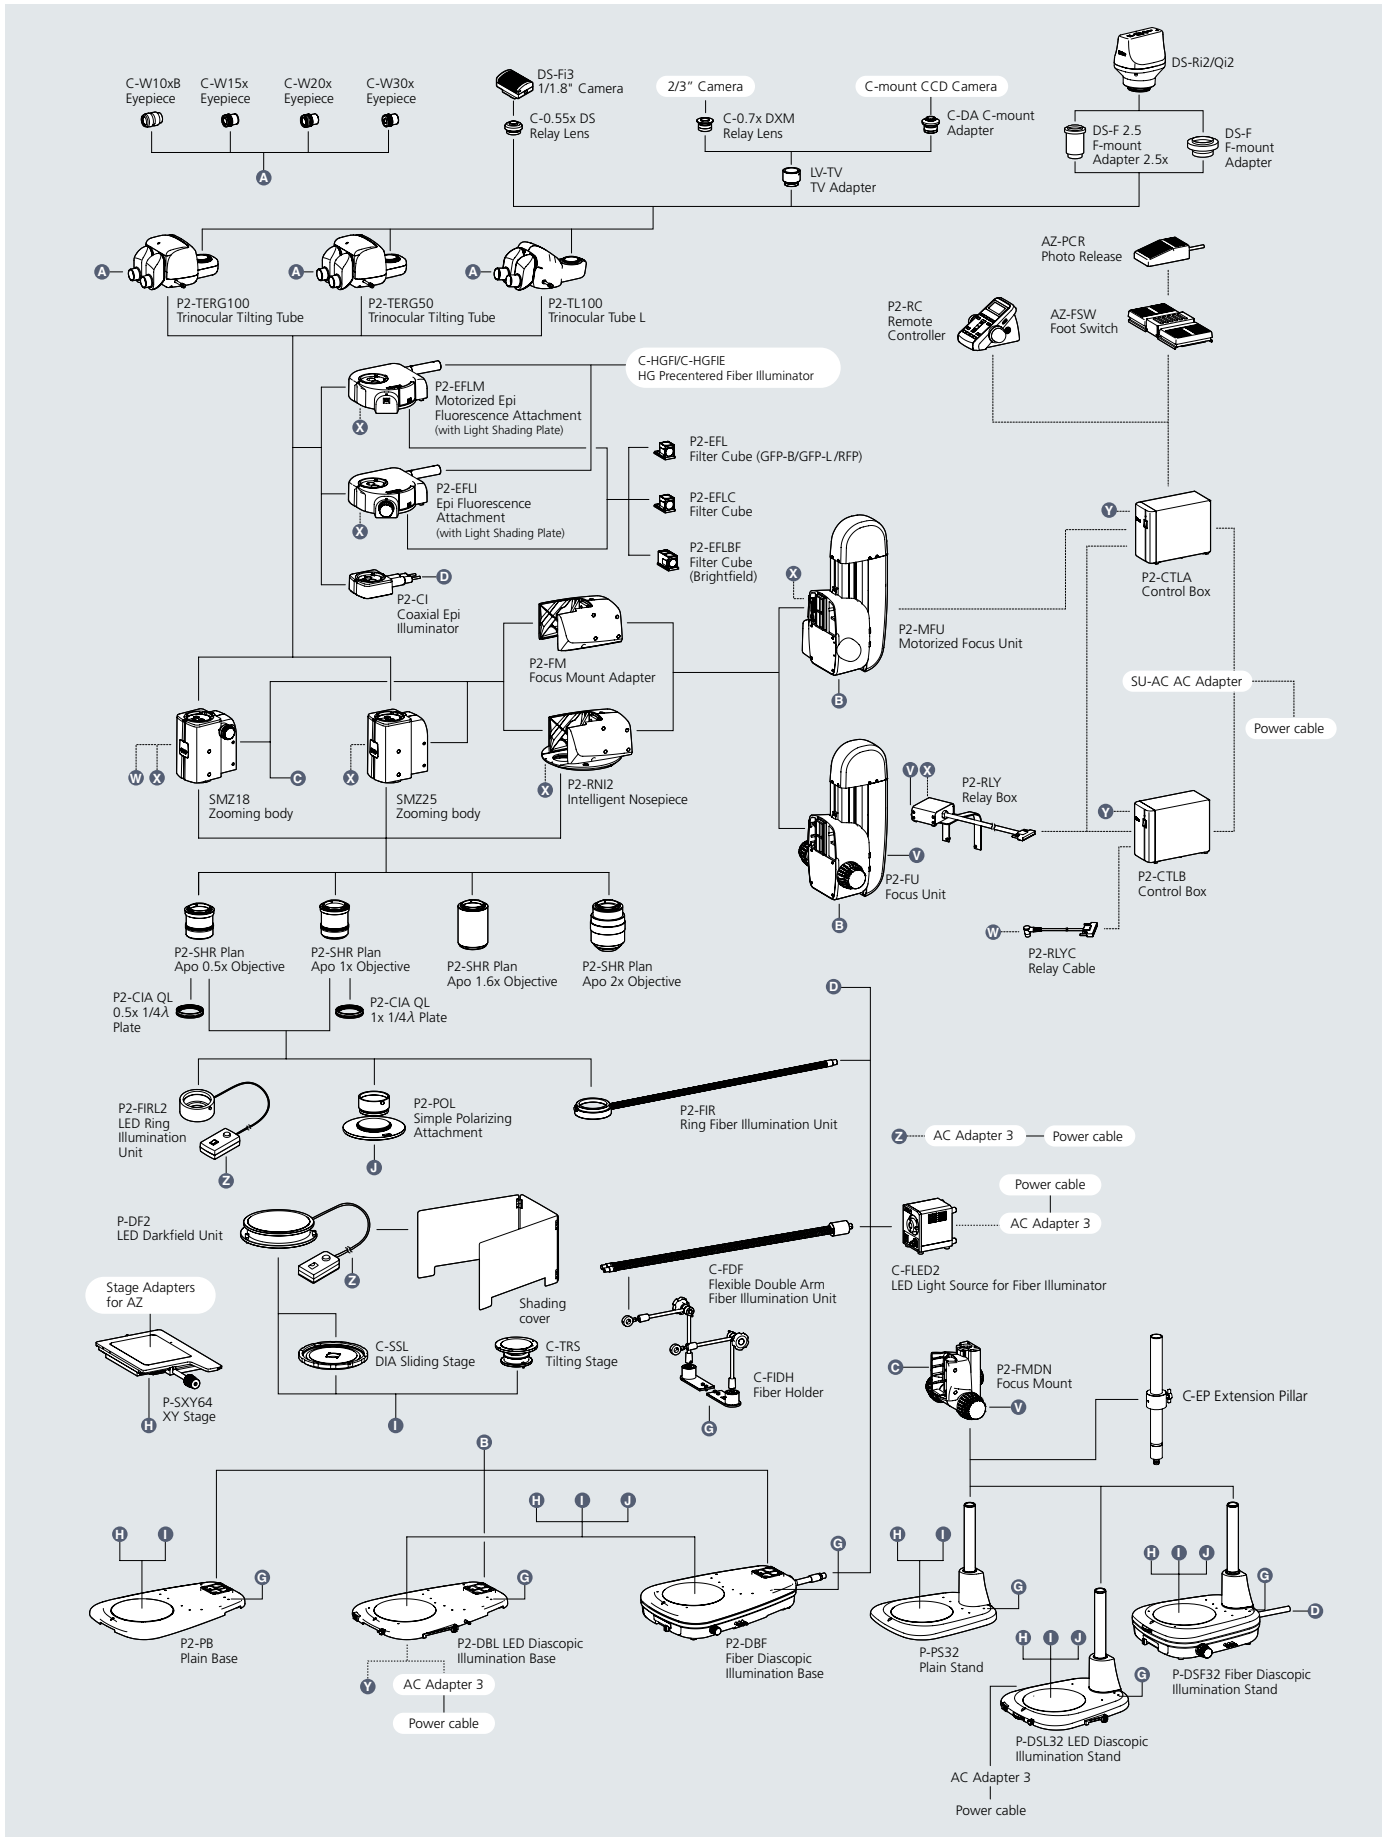 C-W10xB
Eyepiece
C-W15x
Eyepiece
C-W20x
Eyepiece
C-W30x
Eyepiece
A
DS-Fi3
1/1.8" Camera
C-0.55x DS
Relay Lens
2/3" Camera
C-0.7x DXM
Relay Lens
C-mount CCD Camera
C-DA C-mount
Adapter
LV-TV
TV Adapter
DS-Ri2/Qi2
DS-F 2.5
F-mount
Adapter 2.5x
DS-F
F-mount
Adapter
A
P2-TERG100
Trinocular Tilting Tube
A
P2-TERG50
Trinocular Tilting Tube
A
P2-TL100
Trinocular Tube L
AZ-PCR
Photo Release
P2-RC
Remote
Controller
AZ-FSW
Foot Switch
C-HGFI/C-HGFIE
HG Precentered Fiber Illuminator
P2-EFLM
Motorized Epi
Fluorescence Attachment
(with Light Shading Plate)
X
P2-EFLI
Epi Fluorescence
Attachment
(with Light Shading Plate)
X
P2-CI
Coaxial Epi
Illuminator
D
P2-EFL
Filter Cube (GFP-B/GFP-L/RFP)
P2-EFLC
Filter Cube
P2-EFLBF
Filter Cube
(Brightfield)
X
P2-MFU
Motorized Focus Unit
B
Y
P2-CTLA
Control Box
SU-AC AC Adapter
Power cable
P2-FM
Focus Mount Adapter
X
P2-RNI2
Intelligent Nosepiece
W
X
C
SMZ18
Zooming body
X
SMZ25
Zooming body
V
X
P2-RLY
Relay Box
V
P2-FU
Focus Unit
B
Y
P2-CTLB
Control Box
W
P2-RLYC
Relay Cable
P2-SHR Plan
Apo 0.5x Objective
P2-SHR Plan
Apo 1x Objective
P2-SHR Plan
Apo 1.6x Objective
P2-SHR Plan
Apo 2x Objective
P2-CIA QL
0.5x 1/4λ
Plate
P2-CIA QL
1x 1/4λ Plate
D
P2-FIRL2
LED Ring
Illumination
Unit
Z
P2-POL
Simple Polarizing
Attachment
J
P2-FIR
Ring Fiber Illumination Unit
Z
AC Adapter 3
Power cable
Power cable
AC Adapter 3
C-FLED2
LED Light Source for Fiber Illuminator
P-DF2
LED Darkfield Unit
Z
Shading
cover
C-FDF
Flexible Double Arm
Fiber Illumination Unit
C-FIDH
Fiber Holder
G
Stage Adapters
for AZ
P-SXY64
XY Stage
H
C-SSL
DIA Sliding Stage
C-TRS
Tilting Stage
I
C
P2-FMDN
Focus Mount
V
C-EP Extension Pillar
B
H
I
J
H
I
G
P2-PB
Plain Base
G
P2-DBL LED Diascopic
Illumination Base
Y
AC Adapter 3
Power cable
G
P2-DBF
Fiber Diascopic
Illumination Base
H
I
G
P-PS32
Plain Stand
H
I
J
G
P-DSL32 LED Diascopic
Illumination Stand
AC Adapter 3
Power cable
H
I
J
G
D
P-DSF32 Fiber Diascopic
Illumination Stand